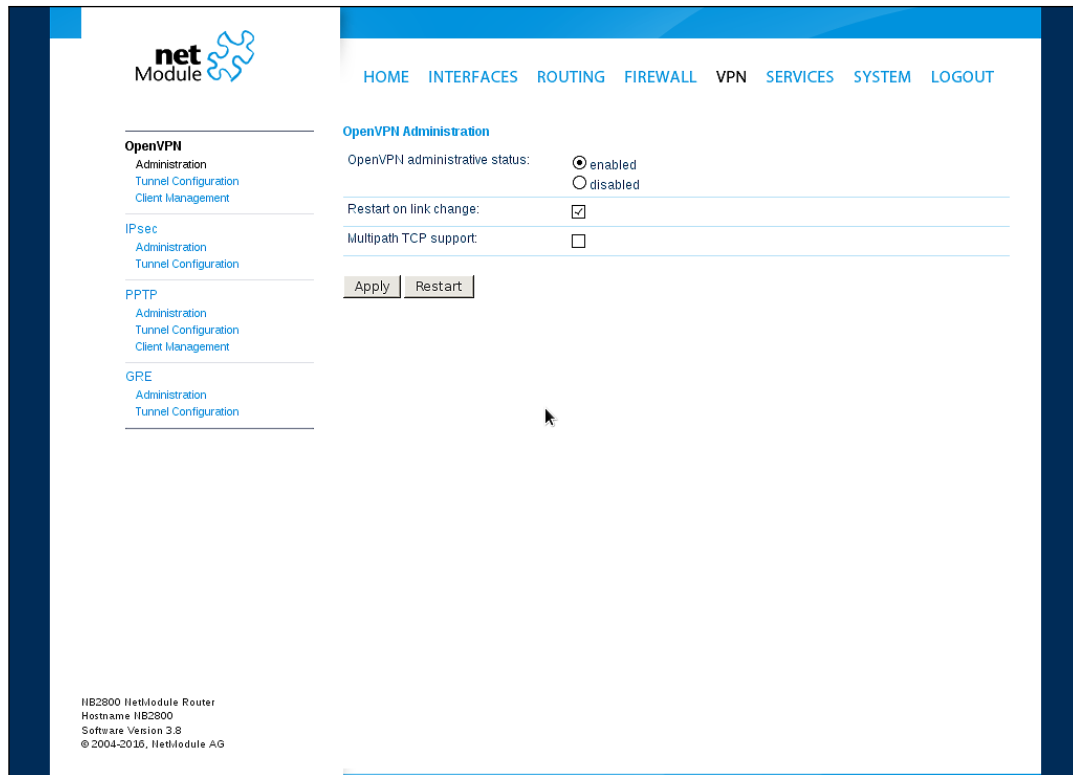 net
Module
HOME INTERFACES ROUTING FIREWALL VPN SERVICES SYSTEM LOGOUT
OpenVPN
Administration
Tunnel Configuration
Client Management
IPsec
Administration
Tunnel Configuration
PPTP
Administration
Tunnel Configuration
Client Management
GRE
Administration
Tunnel Configuration
OpenVPN Administration
OpenVPN administrative status:
enabled
disabled
Restart on link change:
Multipath TCP support:
Apply Restart
NB2800 NetModule Router
Hostname NB2800
Software Version 3.8
© 2004-2016, NetModule AG